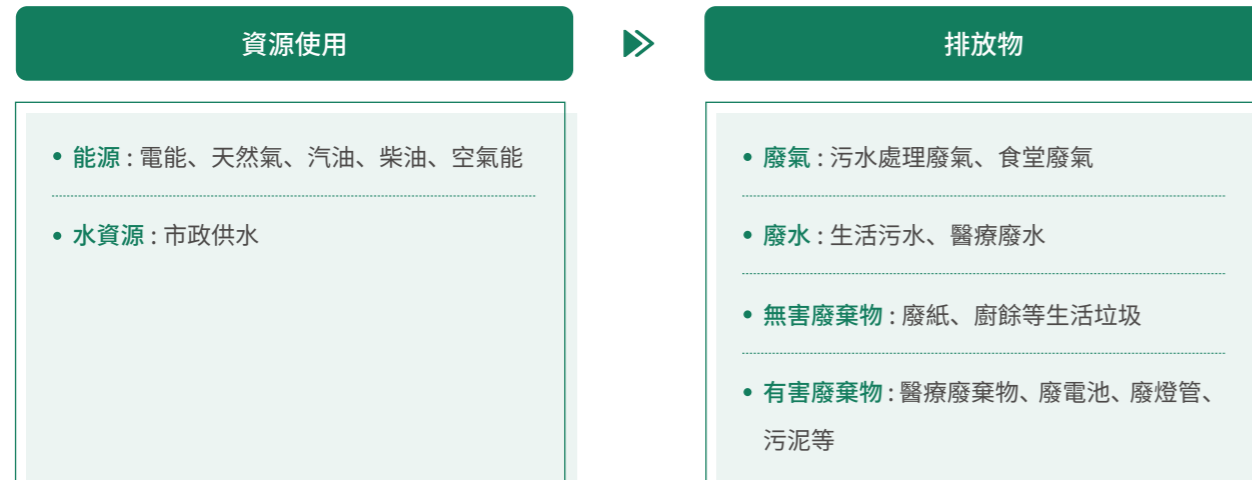 資源使用
• 能源 : 電能、天然氣、汽油、柴油、空氣能
• 水資源 : 市政供水
排放物
• 廢氣 : 污水處理廢氣、食堂廢氣
• 廢水 : 生活污水、醫療廢水
• 無害廢棄物 : 廢紙、廚餘等生活垃圾
• 有害廢棄物 : 醫療廢棄物、廢電池、廢燈管、
污泥等